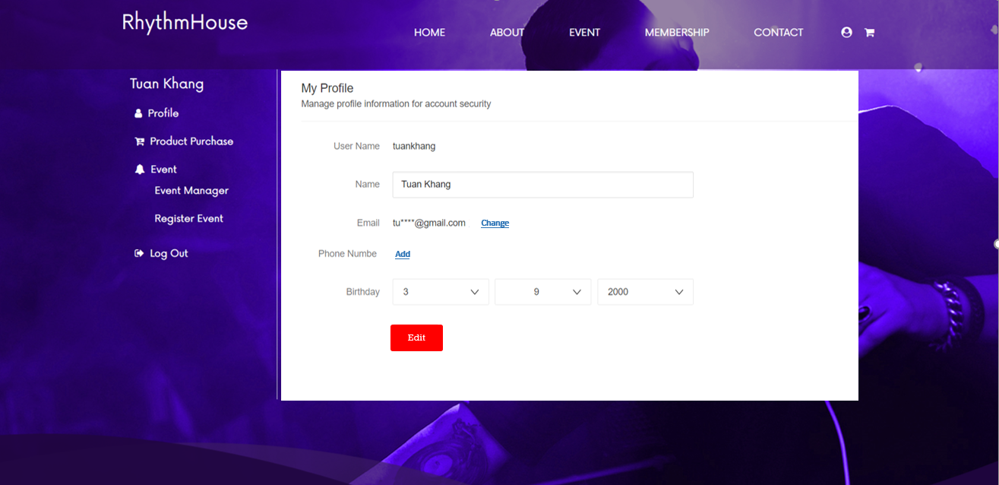 RhythmHouse
HOME ABOUT EVENT MEMBERSHIP CONTACT
Tuan Khang
Profile
Product Purchase
Event
Event Manager
Register Event
Log Out
My Profile
Manage profile information for account security
User Name tuankhang
Name Tuan Khang
Email tu****@gmail.com Change
Phone Numbe Add
Birthday 3 9 2000
Edit